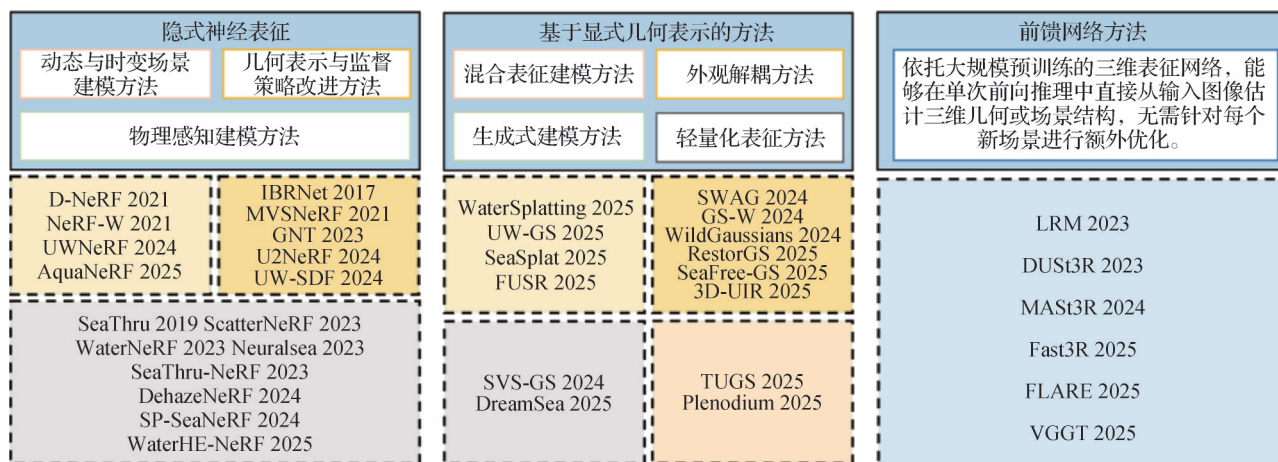 隐式神经表征
动态与时变场景
建模方法
几何表示与监督
策略改进方法
物理感知建模方法
D-NeRF 2021
NeRF-W 2021
UWNeRF 2024
AquaNeRF 2025
IBRNet 2017
MVSNeRF 2021
GNT 2023
U2NeRF 2024
UW-SDF 2024
SeaThru 2019 ScatterNeRF 2023
WaterNeRF 2023 Neuralsea 2023
SeaThru-NeRF 2023
DehazeNeRF 2024
SP-SeaNeRF 2024
WaterHE-NeRF 2025
基于显式几何表示的方法
混合表征建模方法
外观解耦方法
生成式建模方法
轻量化表征方法
WaterSplatting 2025
UW-GS 2025
SeaSplat 2025
FUSR 2025
SWAG 2024
GS-W 2024
WildGaussians 2024
RestorGS 2025
SeaFree-GS 2025
3D-UIR 2025
SVS-GS 2024
DreamSea 2025
TUGS 2025
Plenodium 2025
前馈网络方法
依托大规模预训练的三维表征网络，能
够在单次前向推理中直接从输入图像估
计三维几何或场景结构，无需针对每个
新场景进行额外优化。
LRM 2023
DUSt3R 2023
MASt3R 2024
Fast3R 2025
FLARE 2025
VGGT 2025